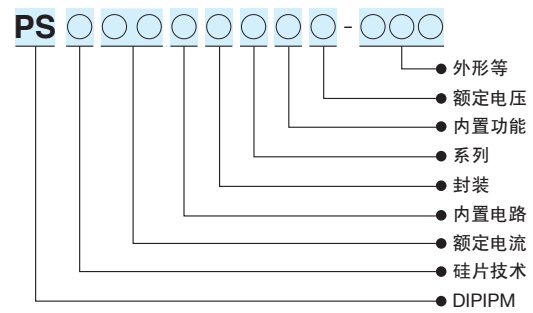 PS ○ ○○ ○ ○ ○ ○ ○ - ○○○
外形等
额定电压
内置功能
系列
封装
内置电路
额定电流
硅片技术
DIPIPM